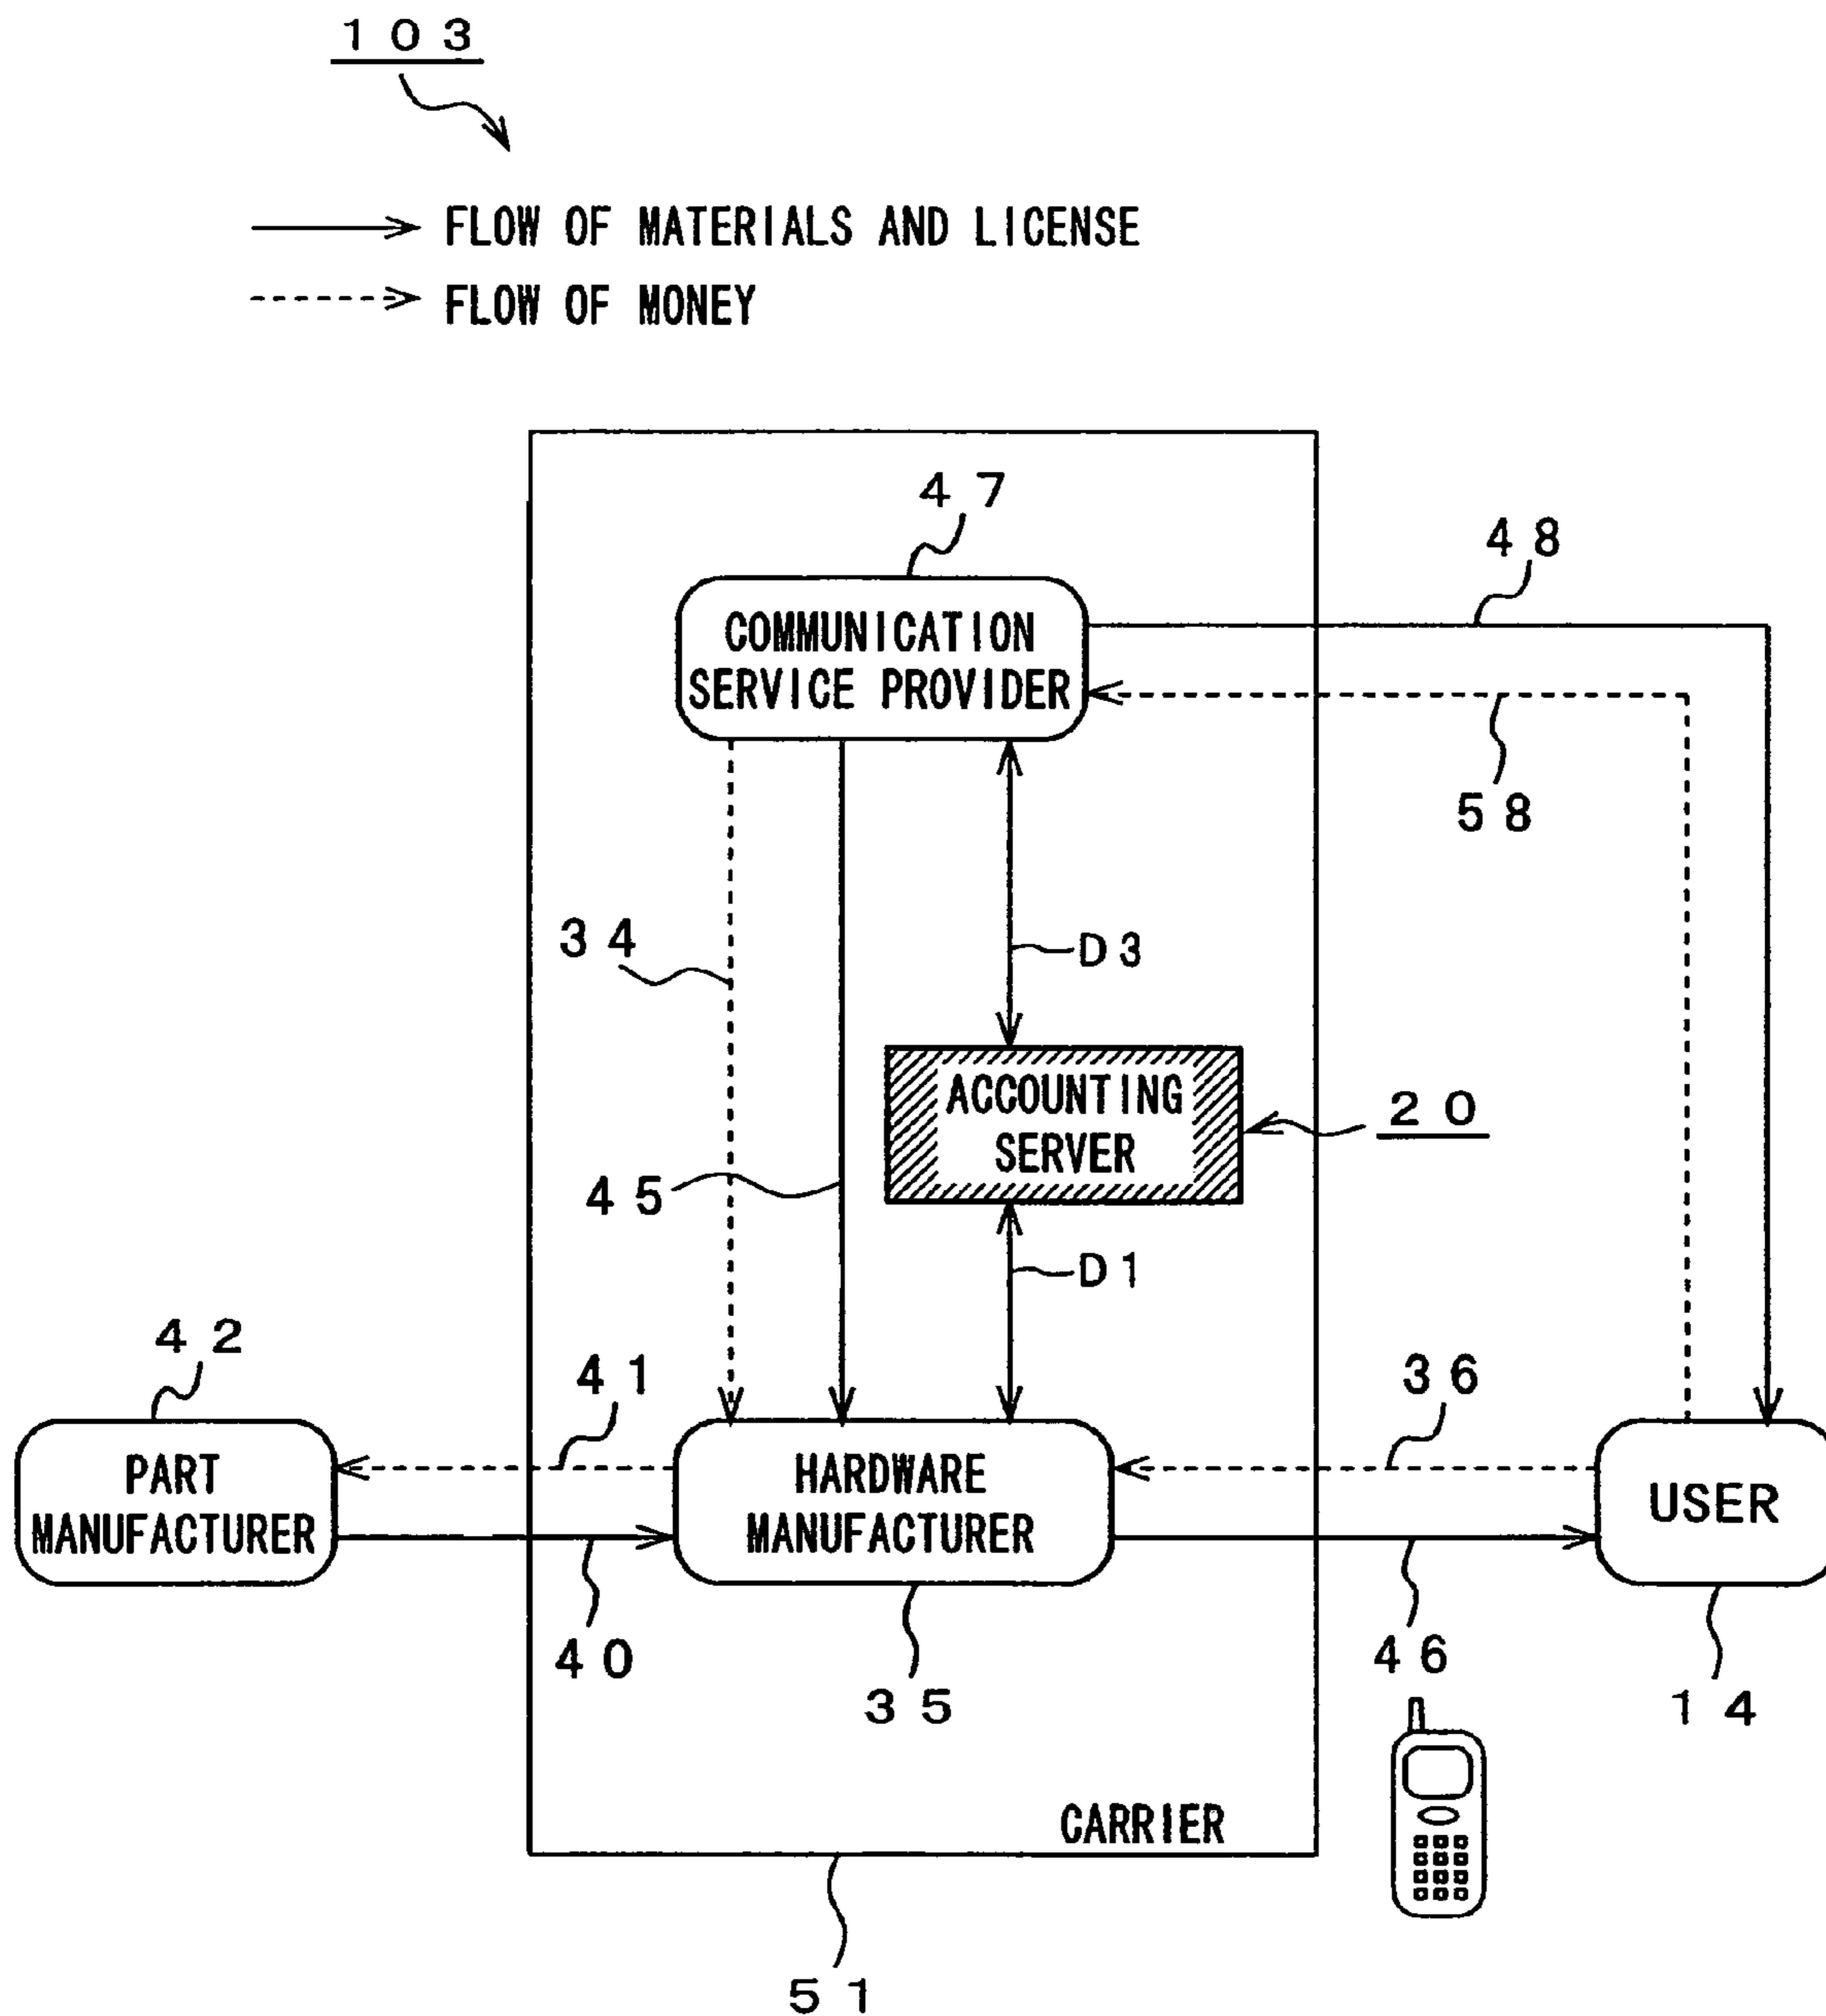 103
FLOW OF MATERIALS AND LICENSE
FLOW OF MONEY
47
48
COMMUNICATION
SERVICE PROVIDER
58
34
D3
ACCOUNTING
SERVER
20
45
D1
42
41
36
PART
MANUFACTURER
HARDWARE
MANUFACTURER
USER
40
46
35
14
CARRIER
51